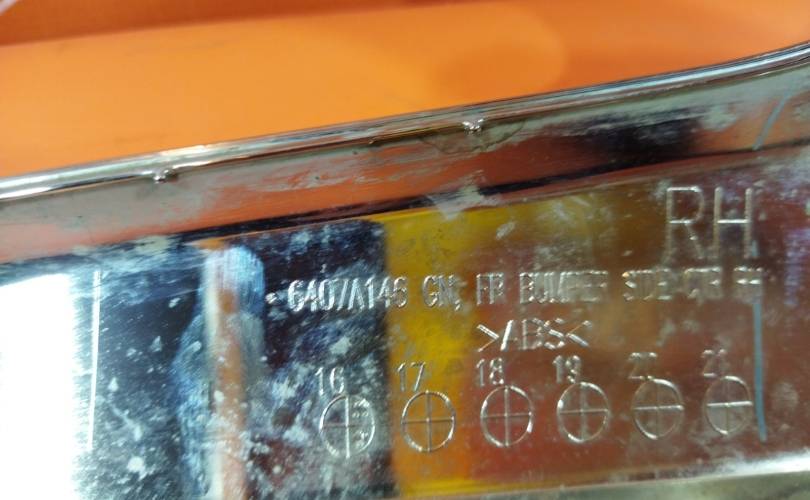 RH
6407A146 GN, FR BUMPER SIDE-CTR RH
>ABS<
16 17 18 19 20 21